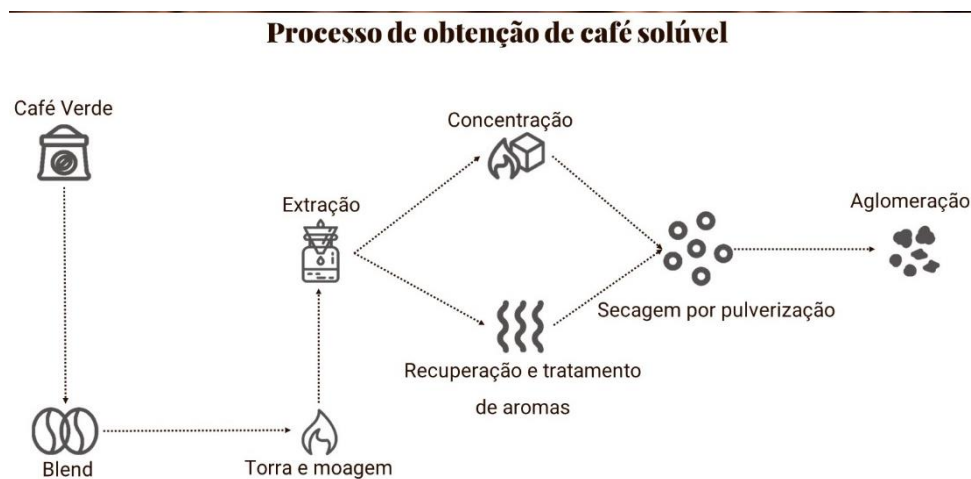 Processo de obtenção de café solúvel
Café Verde
Blend
Torra e moagem
Extração
Concentração
Recuperação e tratamento
de aromas
Secagem por pulverização
Aglomeração